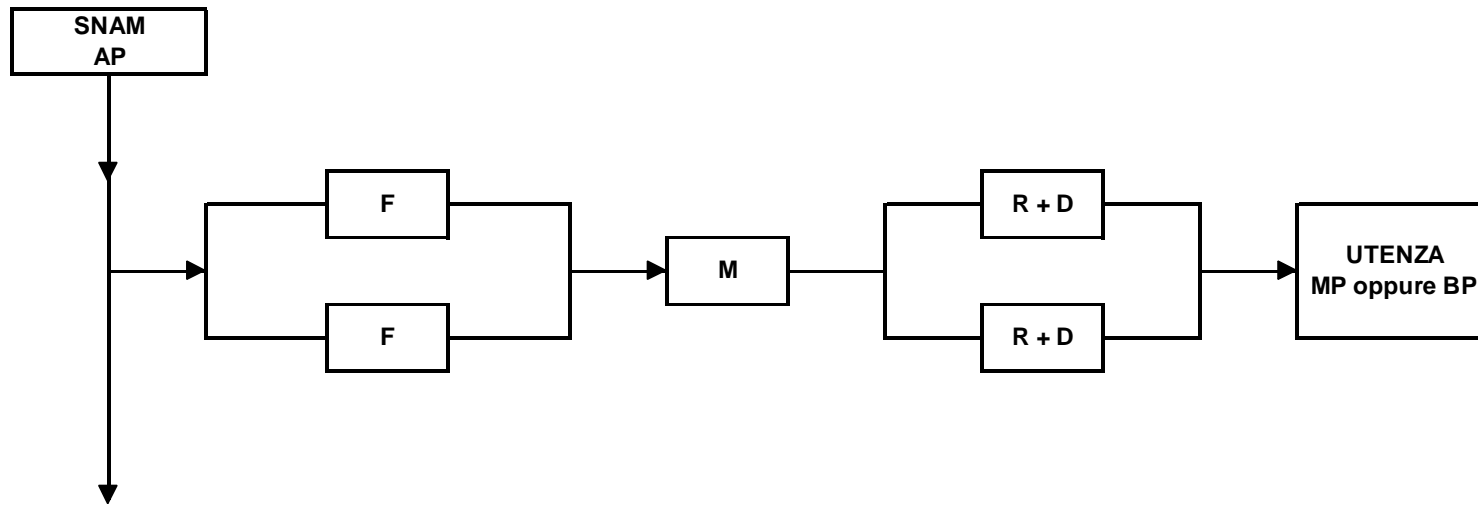 SNAM
AP
F
R + D
M
UTENZA
MP oppure BP
F
R + D